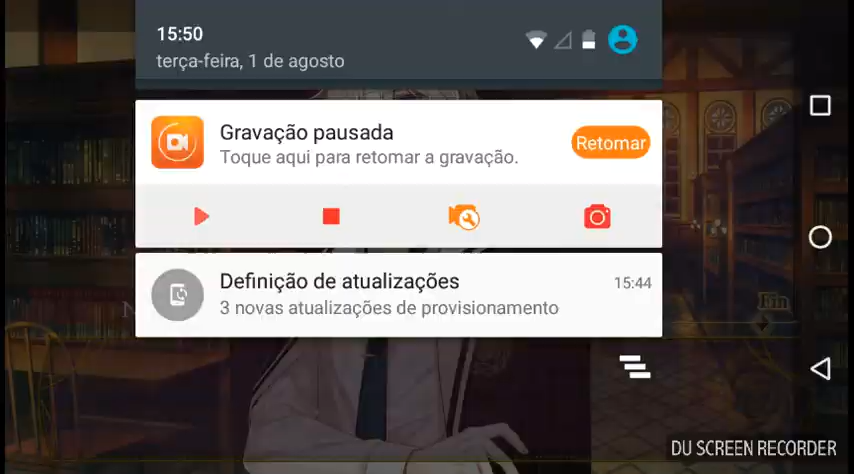 15:50
terça-feira, 1 de agosto
Gravação pausada
Toque aqui para retomar a gravação.
Retomar
Definição de atualizações
15:44
3 novas atualizações de provisionamento
Fin
DU SCREEN RECORDER